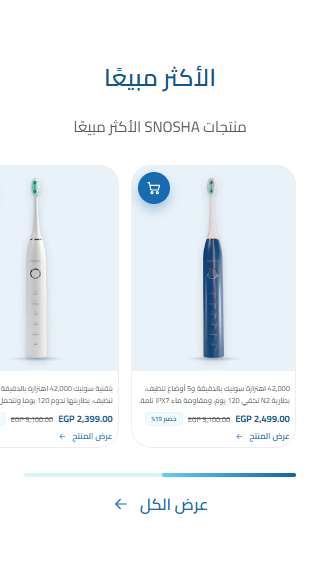 الأكثر مبيعًا
منتجات SNOSHA الأكثر مبيعًا
42,000 اهتزازة سونيك بالدقيقة و5 أوضاع تنظيف،
بطارية N2 تكفي 120 يوم، ومقاومة ماء IPX7 تامة.
EGP 2,499.00 EGP 3,100.00 خصم 19%
عرض المنتج ←
بتقنية سونيك 42,000 اهتزازة بالدقيقة
تنظيف، بطاريتها تدوم 120 يوما وتتحمل
EGP 2,399.00 EGP 3,100.00
عرض المنتج ←
عرض الكل ←